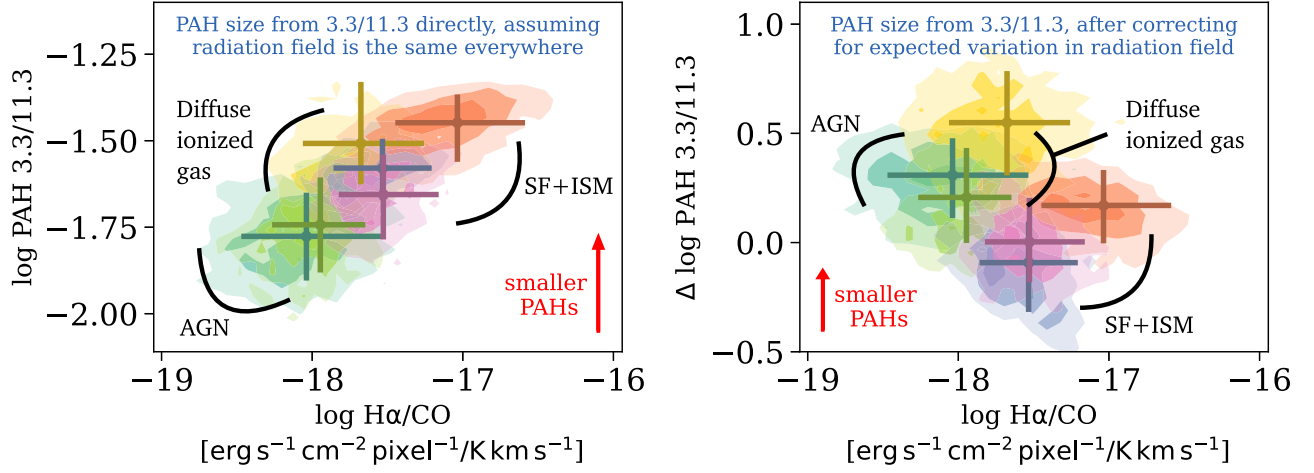 PAH size from 3.3/11.3 directly, assuming
radiation field is the same everywhere
log PAH 3.3/11.3
−1.25
−1.50
−1.75
−2.00
Diffuse
ionized
gas
SF+ISM
AGN
smaller
PAHs
−19
−18
−17
−16
log Hα/CO
[erg s⁻¹ cm⁻² pixel⁻¹/K km s⁻¹]
PAH size from 3.3/11.3, after correcting
for expected variation in radiation field
Δ log PAH 3.3/11.3
1.0
0.5
0.0
−0.5
AGN
Diffuse
ionized gas
smaller
PAHs
SF+ISM
−19
−18
−17
−16
log Hα/CO
[erg s⁻¹ cm⁻² pixel⁻¹/K km s⁻¹]